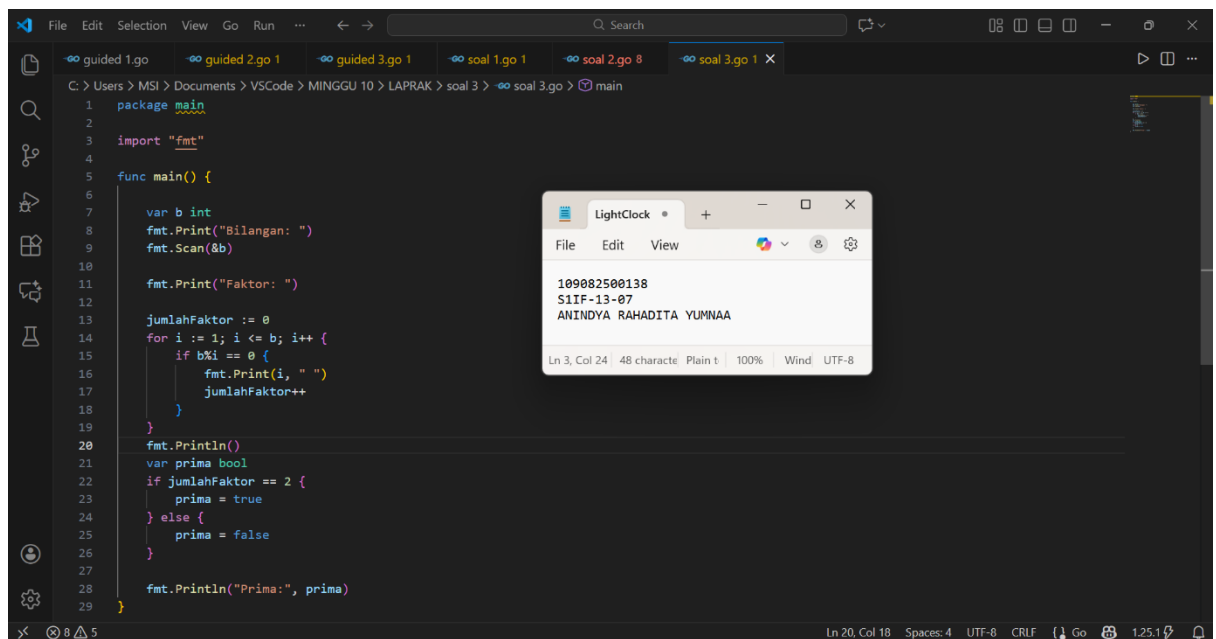 File Edit Selection View Go Run ··· ← → Search
guided 1.go guided 2.go 1 guided 3.go 1 soal 1.go 1 soal 2.go 8 soal 3.go 1 ×
C: > Users > MSI > Documents > VSCode > MINGGU 10 > LAPRAK > soal 3 > soal 3.go > main
1 package main
2
3 import "fmt"
4
5 func main() {
6
7 var b int
8 fmt.Print("Bilangan: ")
9 fmt.Scan(&b)
10
11 fmt.Print("Faktor: ")
12
13 jumlahFaktor := 0
14 for i := 1; i <= b; i++ {
15 if b%i == 0 {
16 fmt.Print(i, " ")
17 jumlahFaktor++
18 }
19 }
20 fmt.Println()
21 var prima bool
22 if jumlahFaktor == 2 {
23 prima = true
24 } else {
25 prima = false
26 }
27
28 fmt.Println("Prima:", prima)
29 }
LightClock
File Edit View
109082500138
S1IF-13-07
ANINDYA RAHADITA YUMNAA
Ln 3, Col 24 48 characte Plain t 100% Wind UTF-8
8 5 Ln 20, Col 18 Spaces: 4 UTF-8 CRLF Go 1.25.1